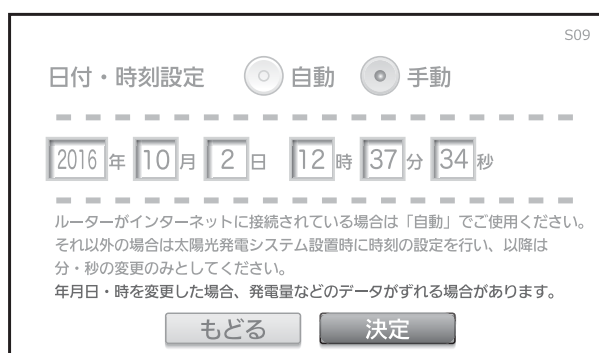 S09
日付・時刻設定 自動 手動
2016 年 10 月 2 日 12 時 37 分 34 秒
ルーターがインターネットに接続されている場合は「自動」でご使用ください。
それ以外の場合は太陽光発電システム設置時に時刻の設定を行い、以降は
分・秒の変更のみとしてください。
年月日・時を変更した場合、発電量などのデータがずれる場合があります。
もどる 決定